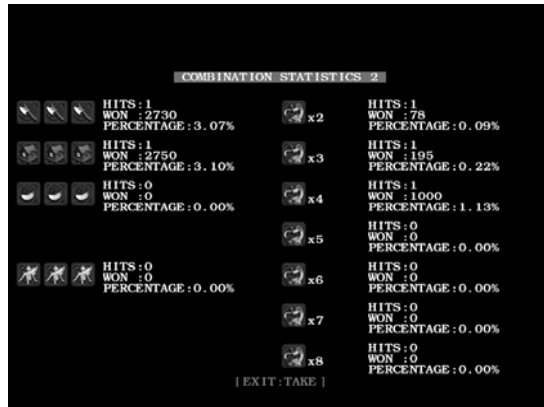 COMBINATION STATISTICS 2
HITS:1
WON :2730
PERCENTAGE:3.07%
HITS:1
WON :2750
PERCENTAGE:3.10%
HITS:0
WON :0
PERCENTAGE:0.00%
HITS:0
WON :0
PERCENTAGE:0.00%
x2
HITS:1
WON :78
PERCENTAGE:0.09%
x3
HITS:1
WON :195
PERCENTAGE:0.22%
x4
HITS:1
WON :1000
PERCENTAGE:1.13%
x5
HITS:0
WON :0
PERCENTAGE:0.00%
x6
HITS:0
WON :0
PERCENTAGE:0.00%
x7
HITS:0
WON :0
PERCENTAGE:0.00%
x8
HITS:0
WON :0
PERCENTAGE:0.00%
[EXIT:TAKE ]